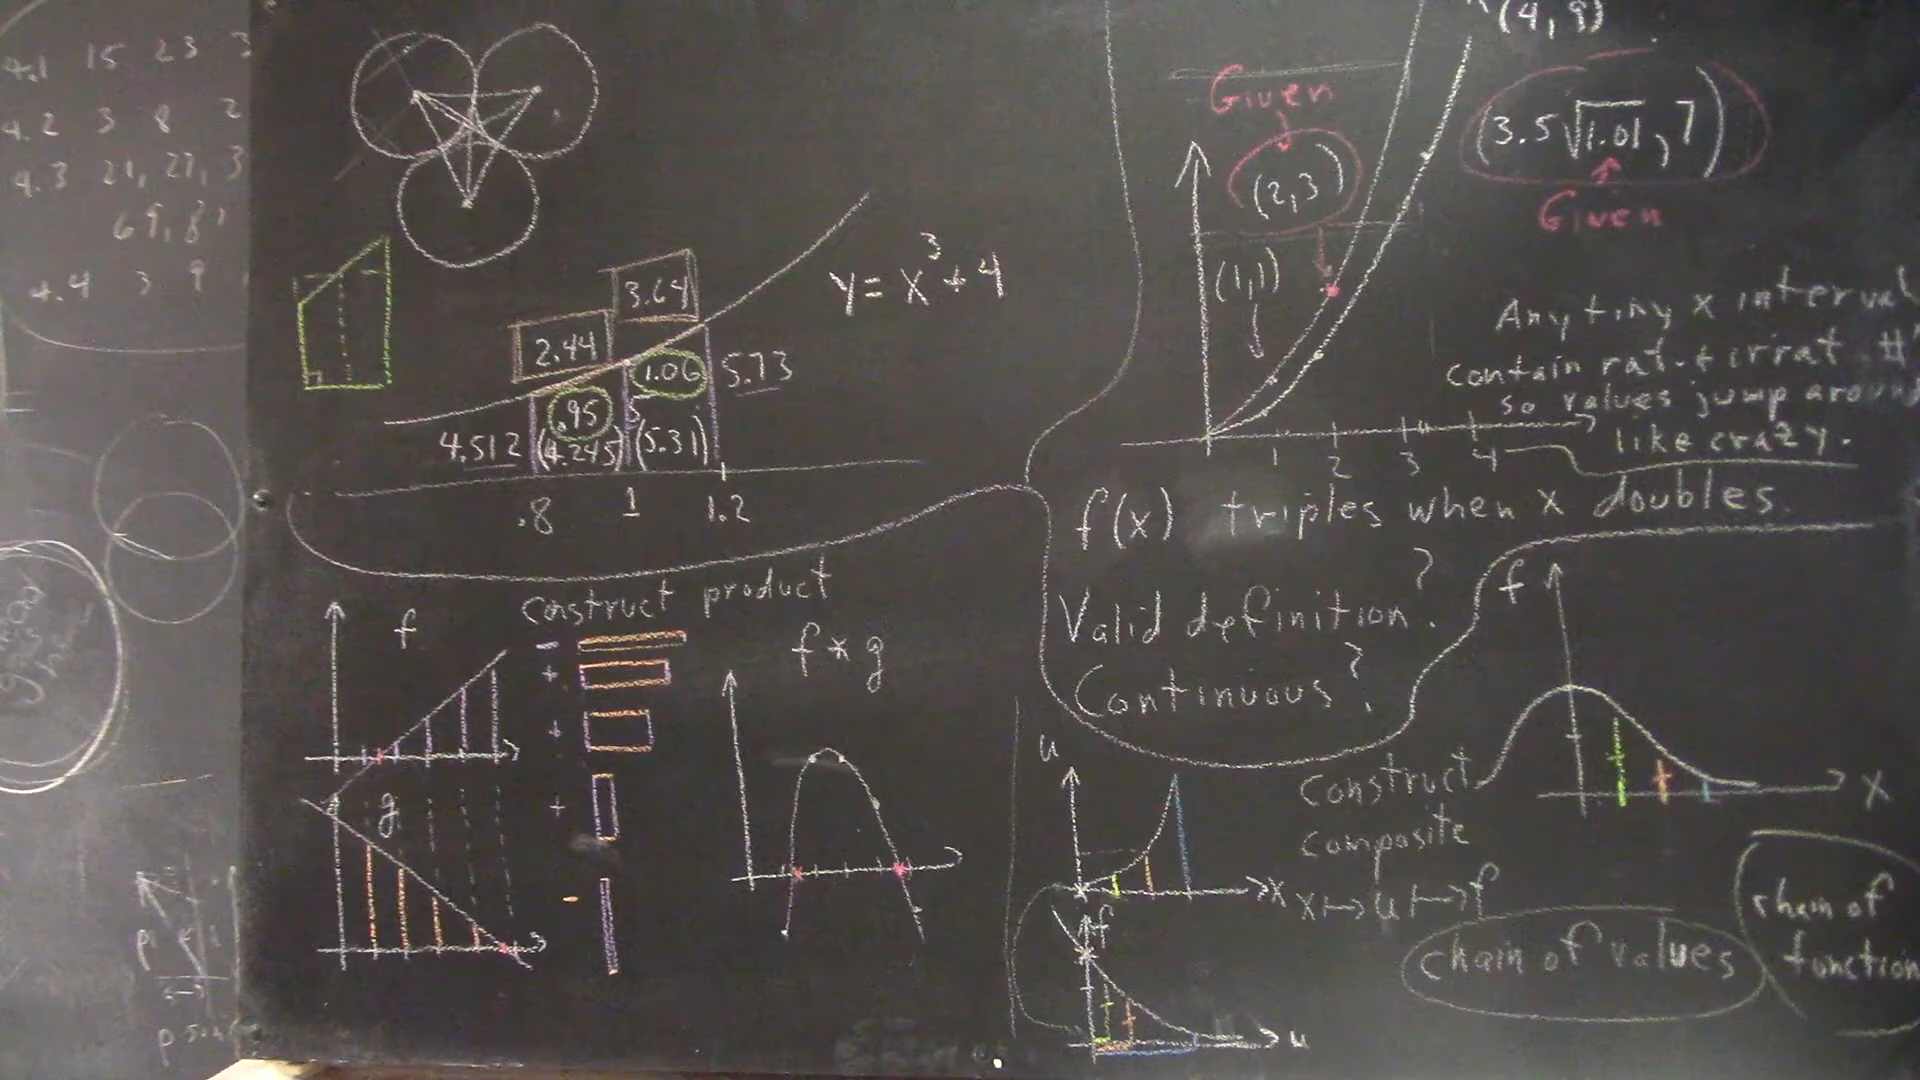 4.1 15 23 3
4.2 3 8 2
4.3 21, 27, 3
69, 8
4.4 3 9
y = x³ + 4
3.64
2.44
1.06
5.73
.95
5
4.512
(4.245)
(5.31)
.8
1
1.2
(4, 9)
Given
(2,3)
(3.5√1.01, 7)
Given
(1,1)
1 2 3 4
Any tiny x interval
contain rat. + irrat. #'
so values jump around
like crazy.
f(x) triples when x doubles.
Valid definition?
Continuous?
Construct product
f
g
- + + + -
f * g
u
x
f
u
Construct
composite
x ↦ u ↦ f
chain of values
f
x
chain of
function